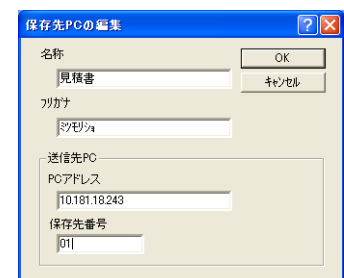 保存先PCの編集
名称
OK
見積書
キャンセル
フリガナ
ﾐﾂﾓﾘｼｮ
送信先PC
PCアドレス
10.181.18.243
保存先番号
01